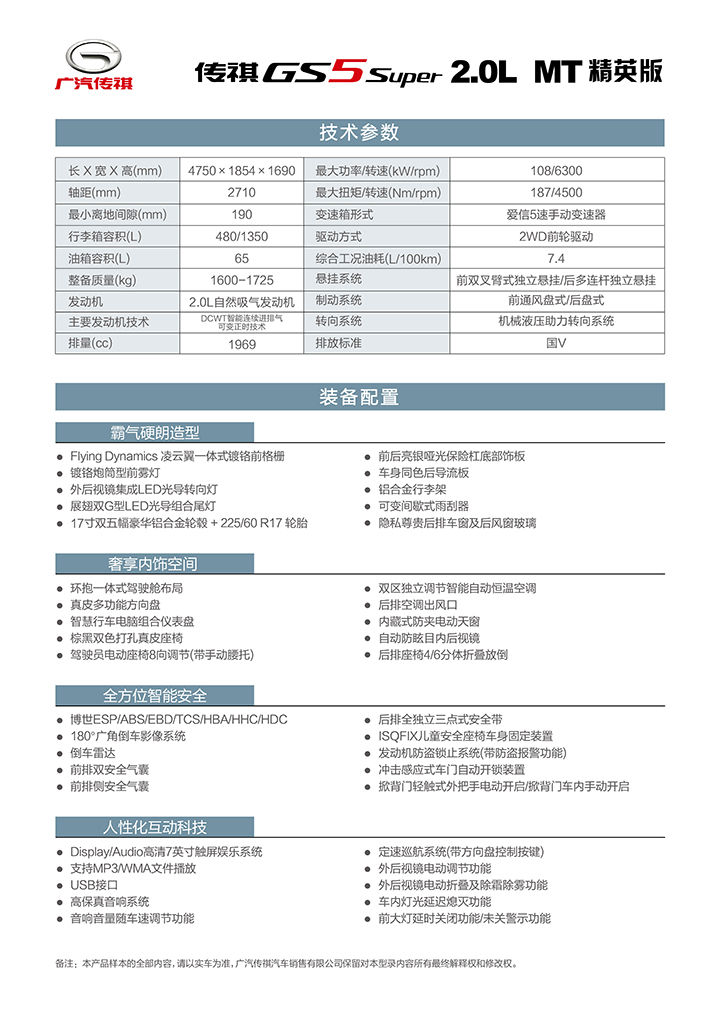 广汽传祺
传祺 GS5 Super 2.0L MT 精英版
技术参数
长 X 宽 X 高(mm) 4750×1854×1690 最大功率/转速(kW/rpm) 108/6300
轴距(mm) 2710 最大扭矩/转速(Nm/rpm) 187/4500
最小离地间隙(mm) 190 变速箱形式 爱信5速手动变速器
行李箱容积(L) 480/1350 驱动方式 2WD前轮驱动
油箱容积(L) 65 综合工况油耗(L/100km) 7.4
整备质量(kg) 1600-1725 悬挂系统 前双叉臂式独立悬挂/后多连杆独立悬挂
发动机 2.0L自然吸气发动机 制动系统 前通风盘式/后盘式
主要发动机技术 DCWT智能连续进排气 可变正时技术 转向系统 机械液压助力转向系统
排量(cc) 1969 排放标准 国V
装备配置
霸气硬朗造型
● Flying Dynamics 凌云翼一体式镀铬前格栅
● 镀铬炮筒型前雾灯
● 外后视镜集成LED光导转向灯
● 展翅双G型LED光导组合尾灯
● 17寸双五幅豪华铝合金轮毂 + 225/60 R17 轮胎
● 前后亮银哑光保险杠底部饰板
● 车身同色后导流板
● 铝合金行李架
● 可变间歇式雨刮器
● 隐私尊贵后排车窗及后风窗玻璃
奢享内饰空间
● 环抱一体式驾驶舱布局
● 真皮多功能方向盘
● 智慧行车电脑组合仪表盘
● 棕黑双色打孔真皮座椅
● 驾驶员电动座椅8向调节(带手动腰托)
● 双区独立调节智能自动恒温空调
● 后排空调出风口
● 内藏式防夹电动天窗
● 自动防眩目内后视镜
● 后排座椅4/6分体折叠放倒
全方位智能安全
● 博世ESP/ABS/EBD/TCS/HBA/HHC/HDC
● 180°广角倒车影像系统
● 倒车雷达
● 前排双安全气囊
● 前排侧安全气囊
● 后排全独立三点式安全带
● ISQFIX儿童安全座椅车身固定装置
● 发动机防盗锁止系统(带防盗报警功能)
● 冲击感应式车门自动开锁装置
● 掀背门轻触式外把手电动开启/掀背门车内手动开启
人性化互动科技
● Display/Audio高清7英寸触屏娱乐系统
● 支持MP3/WMA文件播放
● USB接口
● 高保真音响系统
● 音响音量随车速调节功能
● 定速巡航系统(带方向盘控制按键)
● 外后视镜电动调节功能
● 外后视镜电动折叠及除霜除雾功能
● 车内灯光延迟熄灭功能
● 前大灯延时关闭功能/未关警示功能
备注：本产品样本的全部内容，请以实车为准，广汽传祺汽车销售有限公司保留对本型录内容所有最终解释权和修改权。